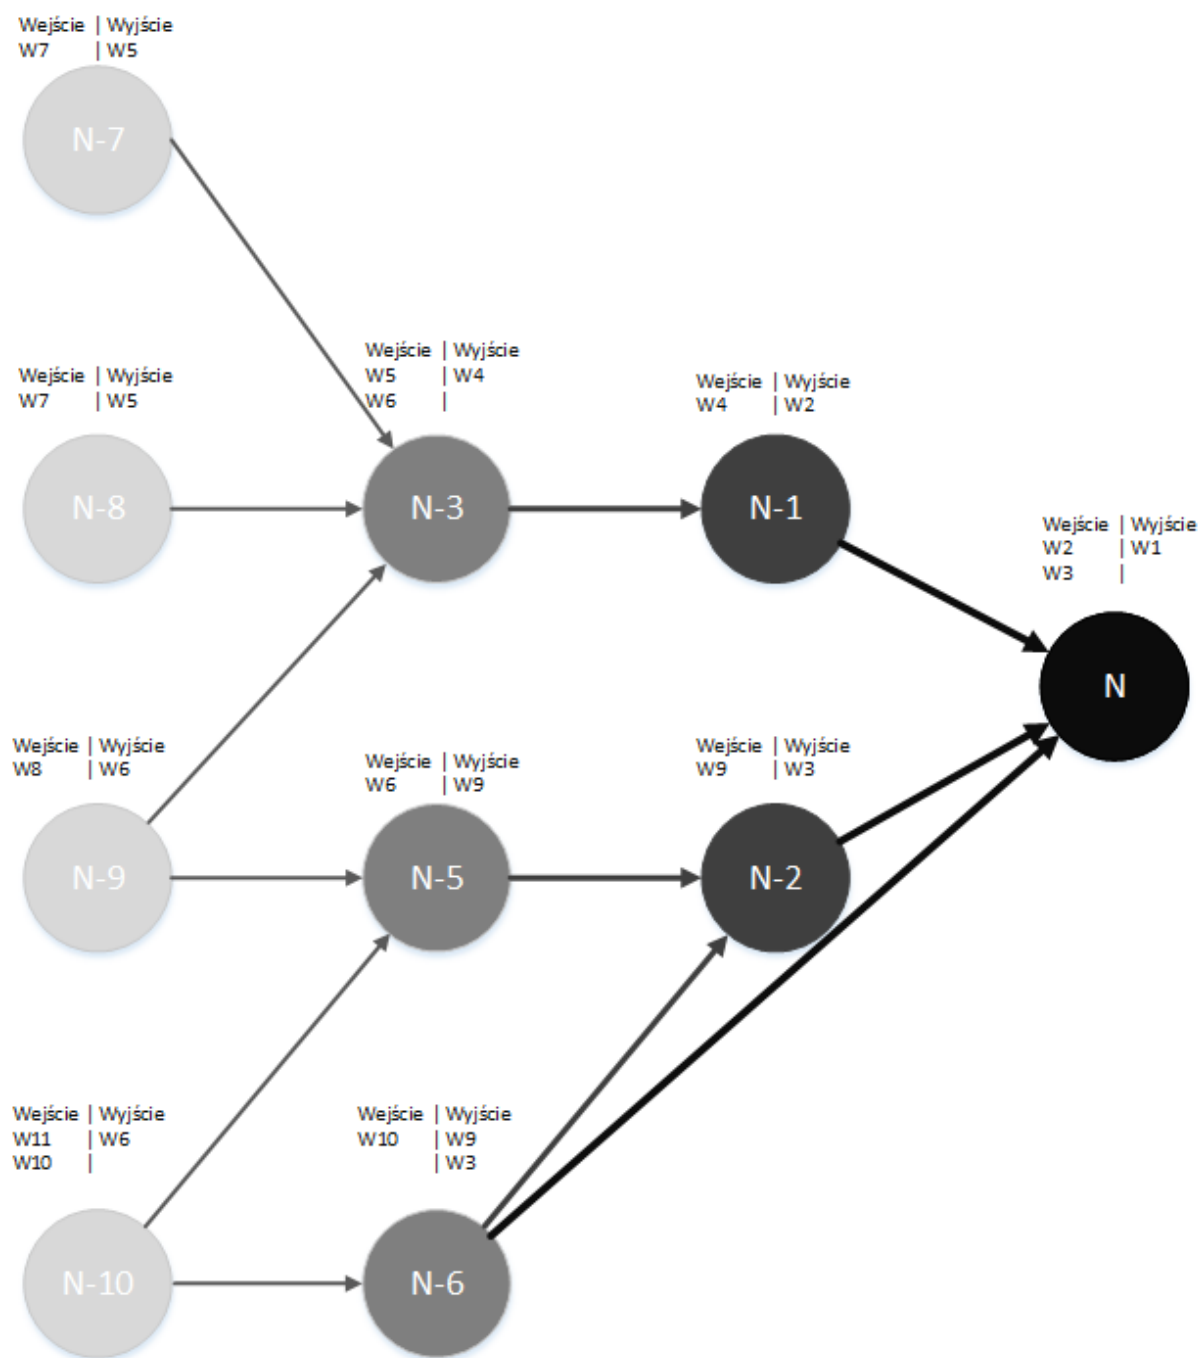 Wejście | Wyjście
W7 | W5
N-7
Wejście | Wyjście
W7 | W5
N-8
Wejście | Wyjście
W5 | W4
W6 |
N-3
Wejście | Wyjście
W4 | W2
N-1
Wejście | Wyjście
W2 | W1
W3 |
N
Wejście | Wyjście
W8 | W6
N-9
Wejście | Wyjście
W6 | W9
N-5
Wejście | Wyjście
W9 | W3
N-2
Wejście | Wyjście
W11 | W6
W10 |
N-10
Wejście | Wyjście
W10 | W9
| W3
N-6